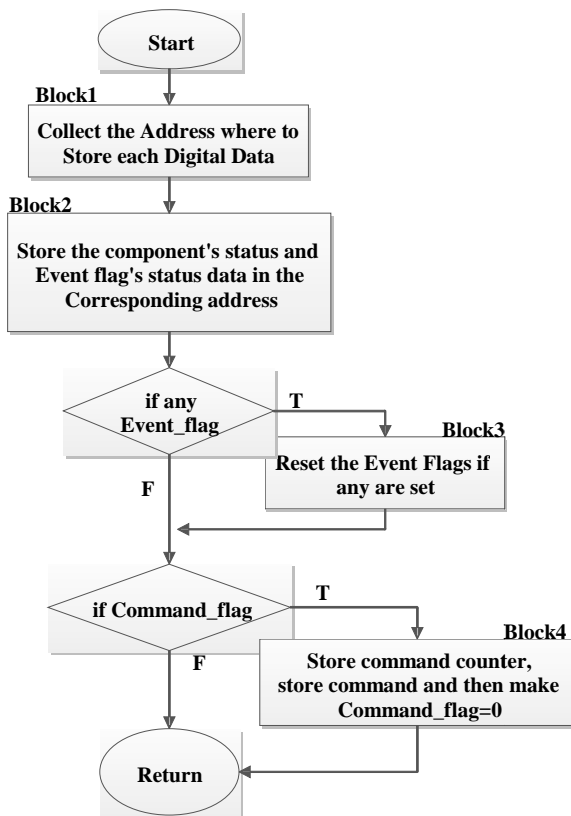 Start
Block1
Collect the Address where to
Store each Digital Data
Block2
Store the component's status and
Event flag's status data in the
Corresponding address
if any
Event_flag
T
Block3
Reset the Event Flags if
any are set
F
if Command_flag
T
Block4
Store command counter,
store command and then make
Command_flag=0
F
Return